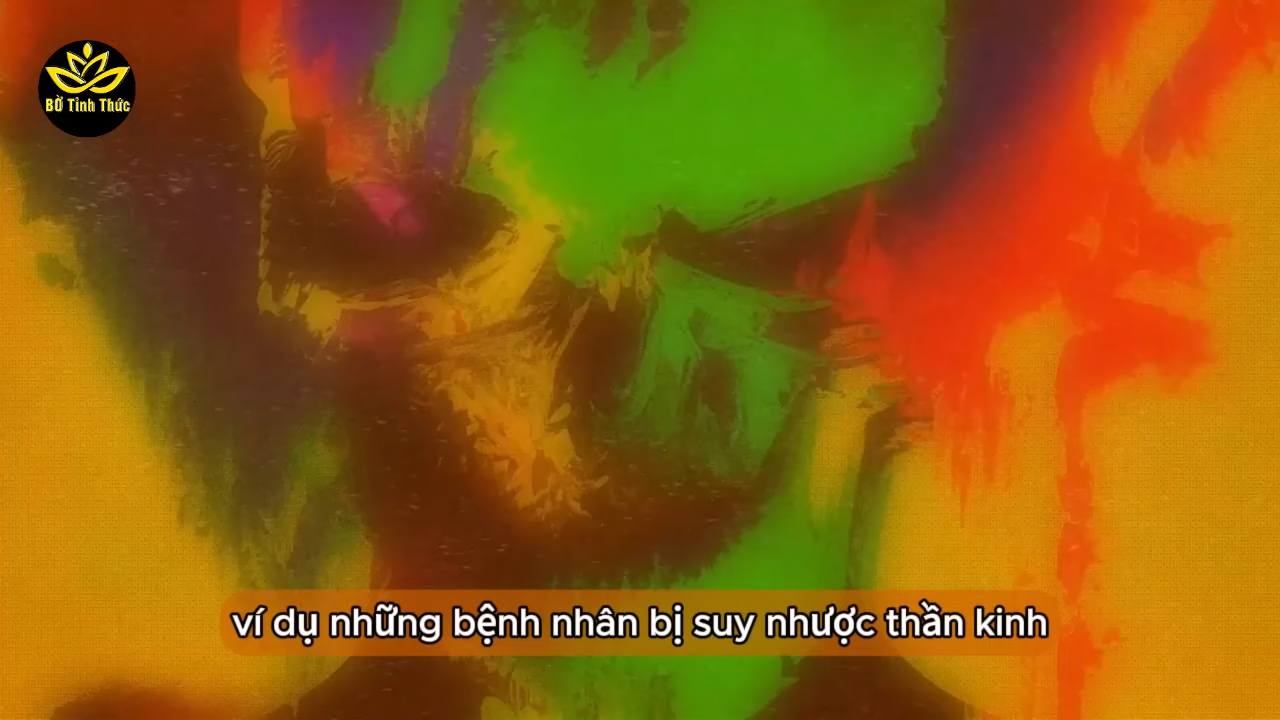 BỜ Tỉnh Thức
ví dụ những bệnh nhân bị suy nhược thần kinh